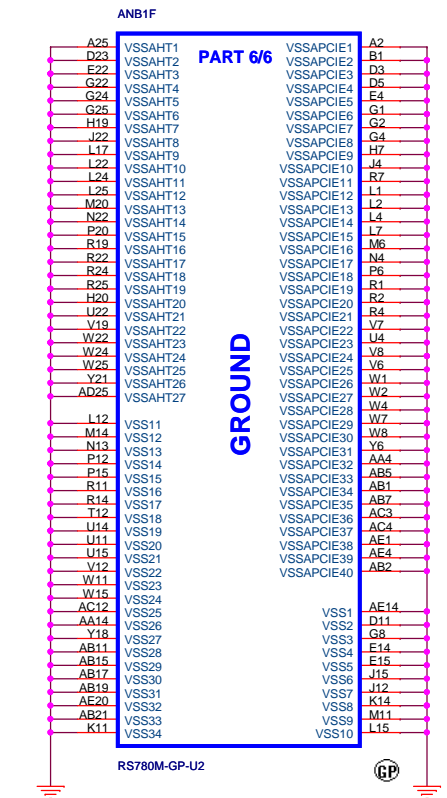 ANB1F
PART 6/6
A25 VSSAHT1 VSSAPCIE1 A2
D23 VSSAHT2 VSSAPCIE2 B1
E22 VSSAHT3 VSSAPCIE3 D3
G22 VSSAHT4 VSSAPCIE4 D5
G24 VSSAHT5 VSSAPCIE5 E4
G25 VSSAHT6 VSSAPCIE6 G1
H19 VSSAHT7 VSSAPCIE7 G2
J22 VSSAHT8 VSSAPCIE8 G4
L17 VSSAHT9 VSSAPCIE9 H7
L22 VSSAHT10 VSSAPCIE10 J4
L24 VSSAHT11 VSSAPCIE11 R7
L25 VSSAHT12 VSSAPCIE12 L1
M20 VSSAHT13 VSSAPCIE13 L2
N22 VSSAHT14 VSSAPCIE14 L4
P20 VSSAHT15 VSSAPCIE15 L7
R19 VSSAHT16 VSSAPCIE16 M6
R22 VSSAHT17 VSSAPCIE17 N4
R24 VSSAHT18 VSSAPCIE18 P6
R25 VSSAHT19 VSSAPCIE19 R1
H20 VSSAHT20 VSSAPCIE20 R2
U22 VSSAHT21 VSSAPCIE21 R4
V19 VSSAHT22 VSSAPCIE22 V7
W22 VSSAHT23 VSSAPCIE23 U4
W24 VSSAHT24 VSSAPCIE24 V8
W25 VSSAHT25 VSSAPCIE25 V6
Y21 VSSAHT26 VSSAPCIE26 W1
AD25 VSSAHT27 VSSAPCIE27 W2
VSSAPCIE28 W4
L12 VSS11 VSSAPCIE29 W7
M14 VSS12 VSSAPCIE30 W8
N13 VSS13 VSSAPCIE31 Y6
P12 VSS14 VSSAPCIE32 AA4
P15 VSS15 VSSAPCIE33 AB5
R11 VSS16 VSSAPCIE34 AB1
R14 VSS17 VSSAPCIE35 AB7
T12 VSS18 VSSAPCIE36 AC3
U14 VSS19 VSSAPCIE37 AC4
U11 VSS20 VSSAPCIE38 AE1
U15 VSS21 VSSAPCIE39 AE4
V12 VSS22 VSSAPCIE40 AB2
W11 VSS23
W15 VSS24
AC12 VSS25 VSS1 AE14
AA14 VSS26 VSS2 D11
Y18 VSS27 VSS3 G8
AB11 VSS28 VSS4 E14
AB15 VSS29 VSS5 E15
AB17 VSS30 VSS6 J15
AB19 VSS31 VSS7 J12
AE20 VSS32 VSS8 K14
AB21 VSS33 VSS9 M11
K11 VSS34 VSS10 L15
GROUND
RS780M-GP-U2
GP